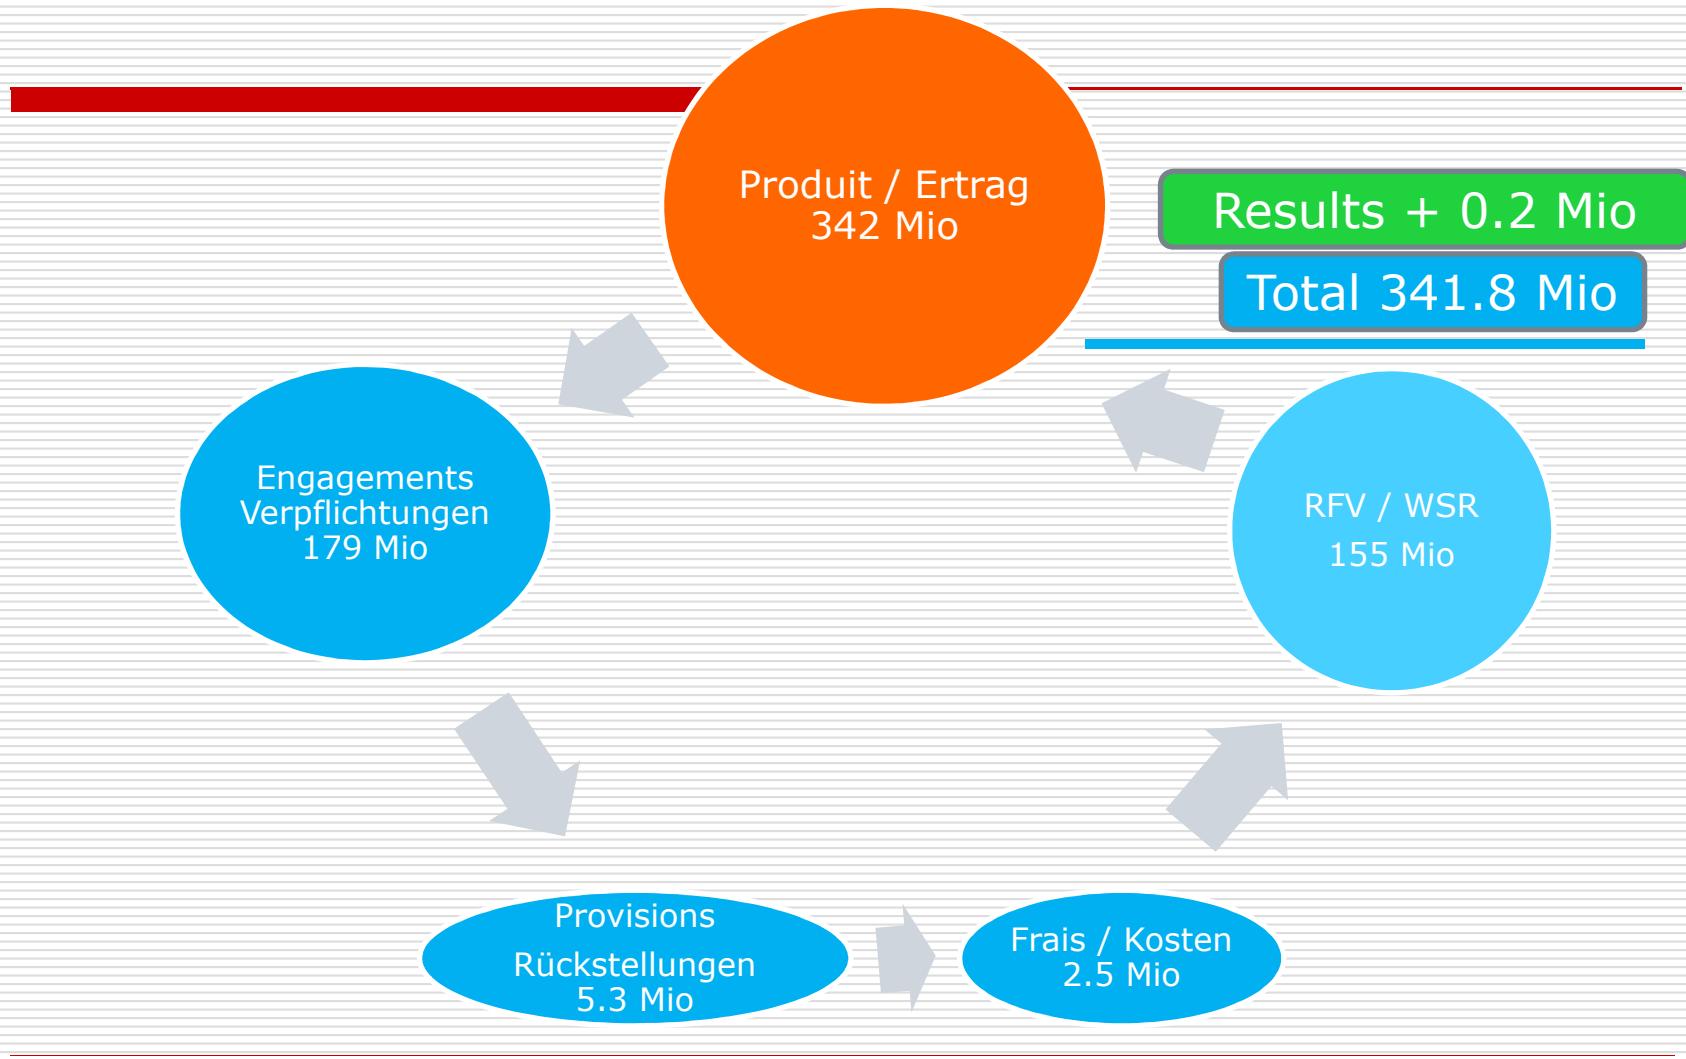 Produit / Ertrag
342 Mio
Results + 0.2 Mio
Total 341.8 Mio
Engagements
Verpflichtungen
179 Mio
RFV / WSR
155 Mio
Provisions
Rückstellungen
5.3 Mio
Frais / Kosten
2.5 Mio